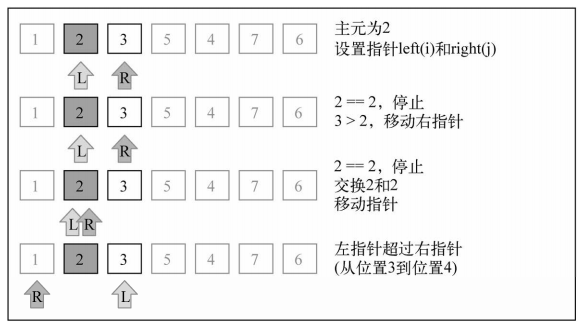 1 2 3 5 4 7 6 主元为2
设置指针left(i)和right(j)
L R
1 2 3 5 4 7 6 2 == 2，停止
3 > 2，移动右指针
L R
1 2 3 5 4 7 6 2 == 2，停止
交换2和2
移动指针
L R
1 2 3 5 4 7 6 左指针超过右指针
(从位置3到位置4)
R L